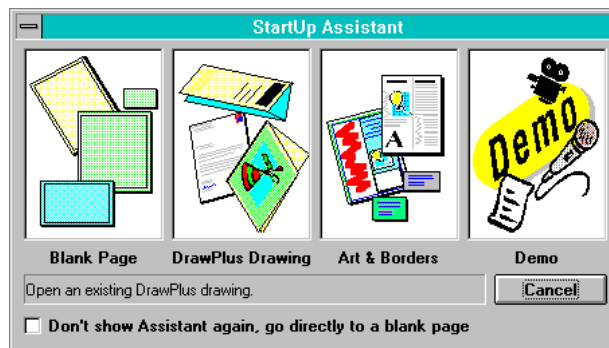 StartUp Assistant
A
Demo
Blank Page
DrawPlus Drawing
Art & Borders
Demo
Open an existing DrawPlus drawing.
Cancel
Don't show Assistant again, go directly to a blank page